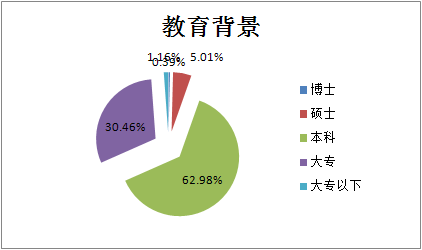 教育背景
1.16%
0.39%
5.01%
30.46%
62.98%
博士
硕士
本科
大专
大专以下